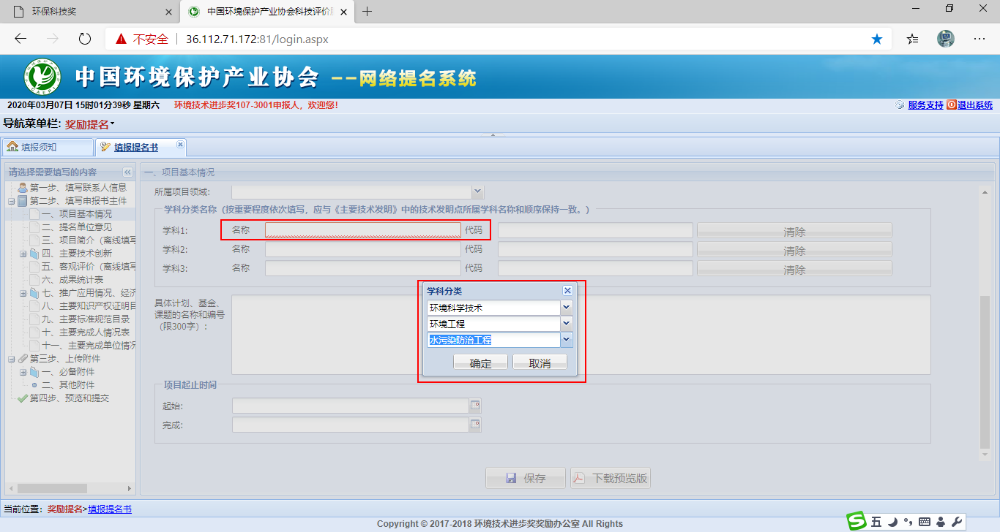 环保科技奖
中国环境保护产业协会科技评价
不安全 36.112.71.172:81/login.aspx
中国环境保护产业协会 --网络提名系统
2020年03月07日 15时01分39秒 星期六 环境技术进步奖107-3001申报人，欢迎您！ 服务支持 退出系统
导航菜单栏: 奖励提名
填报须知 填报提名书
请选择需要填写的内容
第一步、填写联系人信息
第二步、填写申报书主件
一、项目基本情况
二、提名单位意见
三、项目简介（离线填写
四、主要技术创新
五、客观评价（离线填写
六、成果统计表
七、推广应用情况、经济
八、主要知识产权证明目
九、主要标准规范目录
十、主要完成人情况表
十一、主要完成单位情况
第三步、上传附件
一、必备附件
二、其他附件
第四步、预览和提交
一、项目基本情况
所属项目领域:
学科分类名称（按重要程度依次填写，应与《主要技术发明》中的技术发明点所属学科名称和顺序保持一致。）
学科1: 名称 代码 清除
学科2: 名称 代码 清除
学科3: 名称 代码 清除
具体计划、基金、
课题的名称和编号
（限300字）:
学科分类
环境科学技术
环境工程
水污染防治工程
确定 取消
项目起止时间
起始:
完成:
保存 下载预览版
当前位置: 奖励提名>填报提名书
Copyright © 2017-2018 环境技术进步奖奖励办公室 All Rights
五